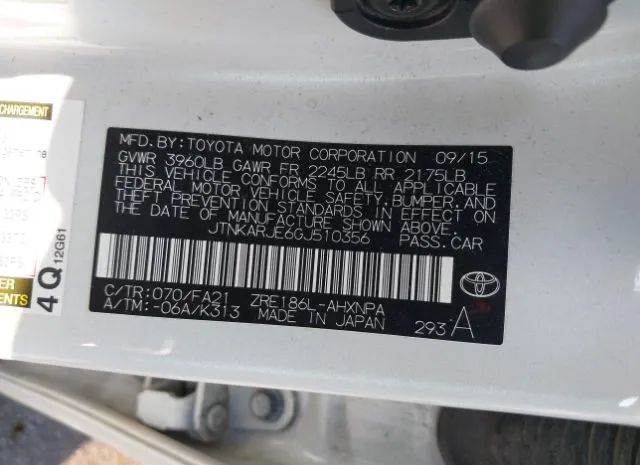 CHARGEMENT
4Q 12G61
MFD.BY:TOYOTA MOTOR CORPORATION 09/15
GVWR 3960LB GAWR FR 2245LB RR 2175LB
THIS VEHICLE CONFORMS TO ALL APPLICABLE
FEDERAL MOTOR VEHICLE SAFETY,BUMPER,AND
THEFT PREVENTION STANDARDS IN EFFECT ON
THE DATE OF MANUFACTURE SHOWN ABOVE.
JTNKARJE6GJ510356 PASS.CAR
C/TR:070/FA21 ZRE186L-AHXNPA
A/TM:-06A/K313 MADE IN JAPAN
293 A